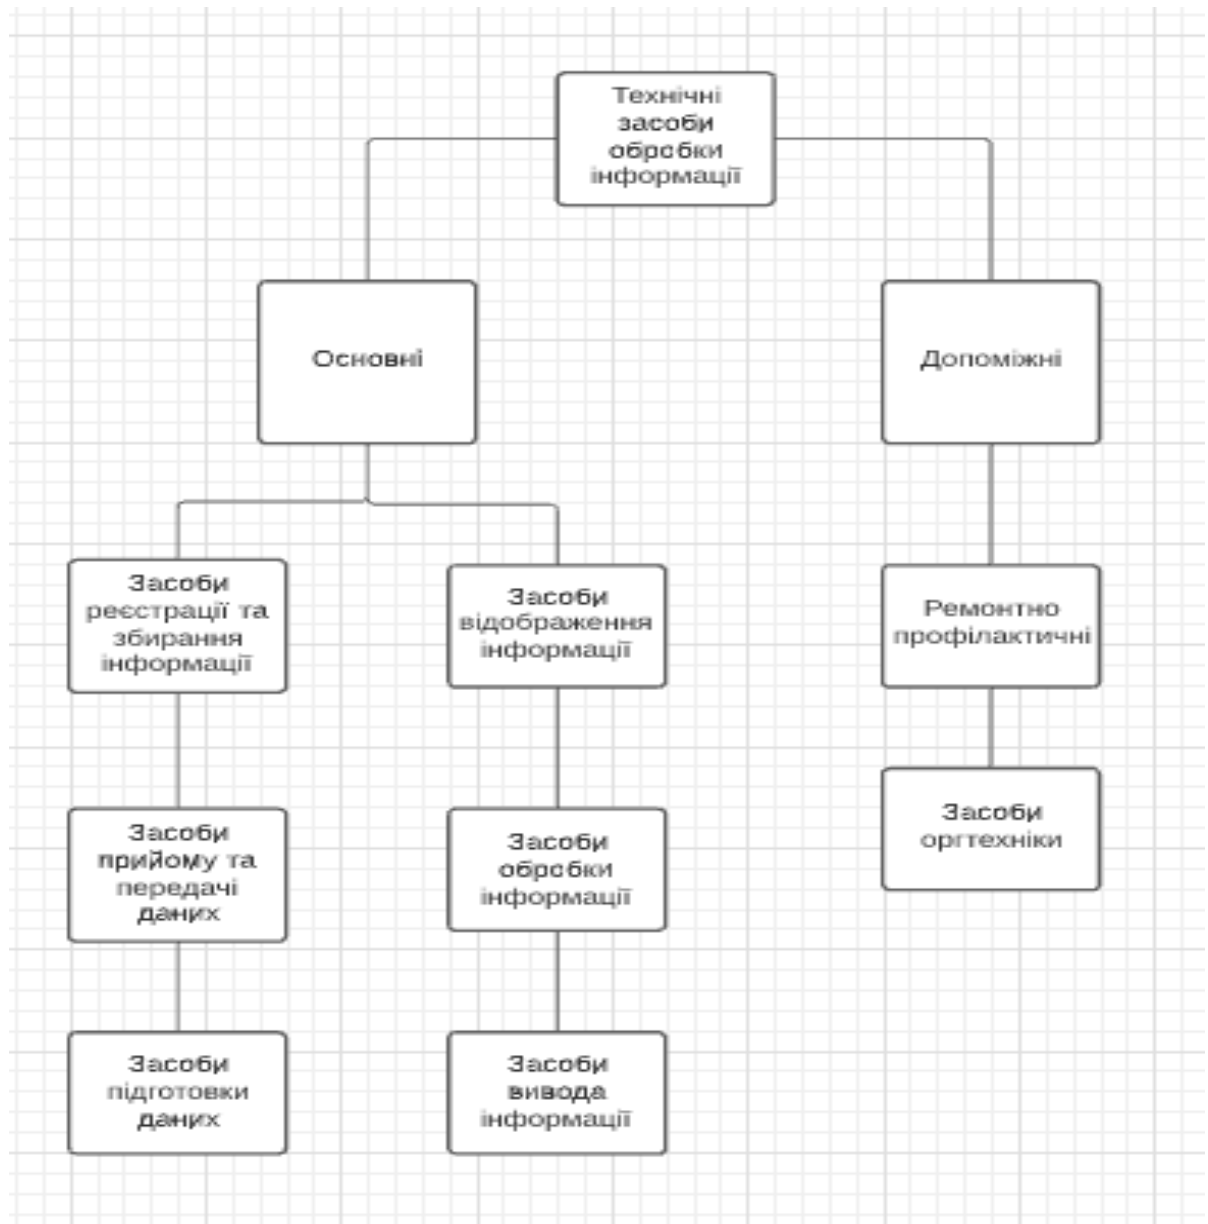 Технічні
засоби
обробки
інформації
Основні
Допоміжні
Засоби
реєстрації та
збирання
інформації
Засоби
відображення
інформації
Ремонтно
профілактичні
Засоби
прийому та
передачі
даних
Засоби
обробки
інформації
Засоби
оргтехніки
Засоби
підготовки
даних
Засоби
вивода
інформації